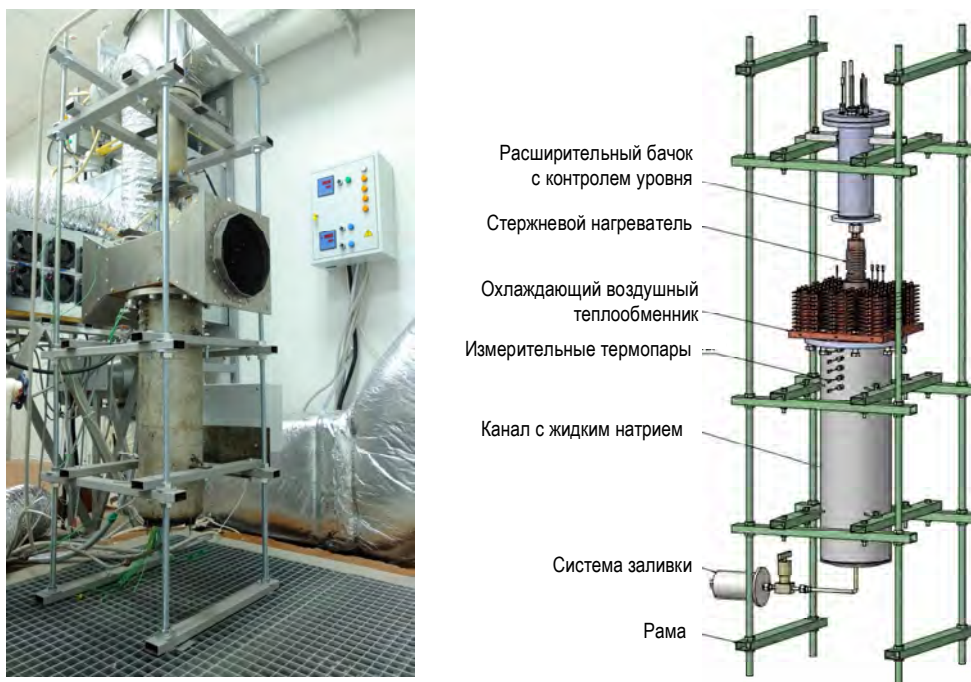 Расширительный бачок
с контролем уровня
Стержневой нагреватель
Охлаждающий воздушный
теплообменник
Измерительные термопары
Канал с жидким натрием
Система заливки
Рама